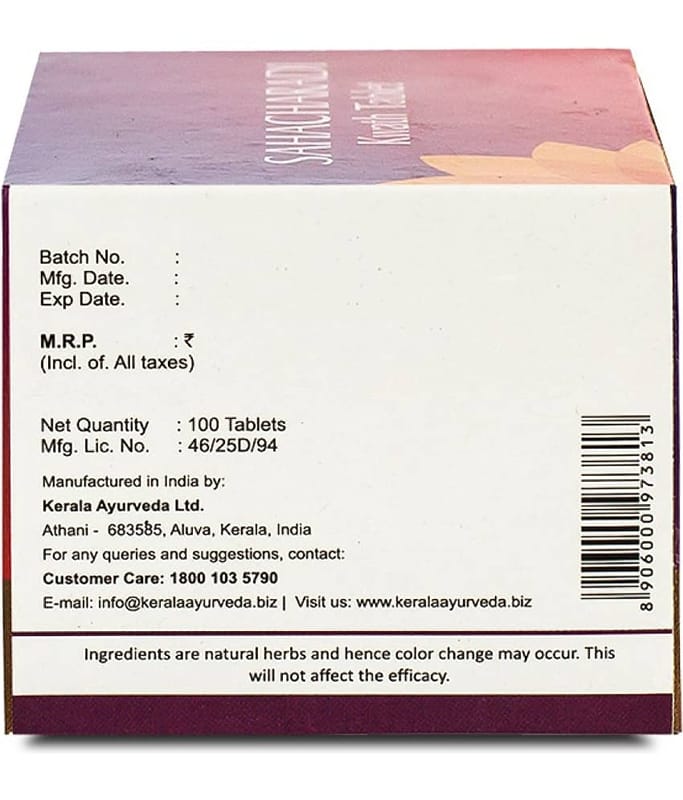 SAHACHARADI
Kwath Tablet
Batch No. :
Mfg. Date. :
Exp Date. :
M.R.P. : ₹
(Incl. of. All taxes)
Net Quantity : 100 Tablets
Mfg. Lic. No. : 46/25D/94
Manufactured in India by:
Kerala Ayurveda Ltd.
Athani - 683585, Aluva, Kerala, India
For any queries and suggestions, contact:
Customer Care: 1800 103 5790
E-mail: info@keralaayurveda.biz | Visit us: www.keralaayurveda.biz
8 906000 973813
Ingredients are natural herbs and hence color change may occur. This
will not affect the efficacy.